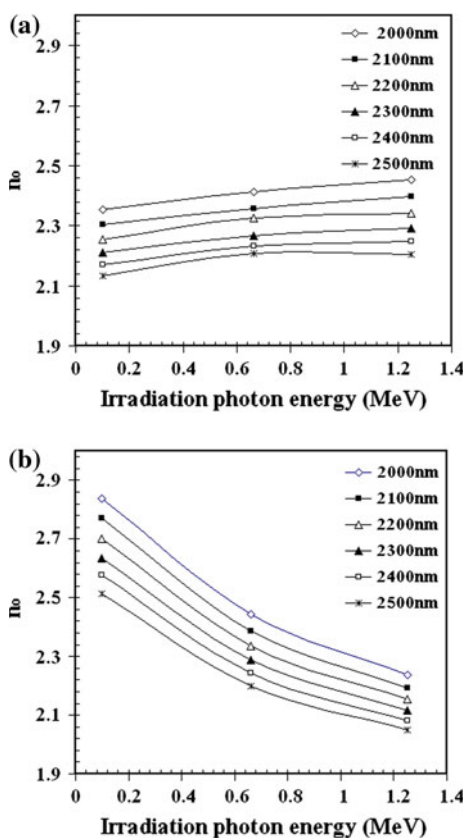 (a)
2.9
2.7
2.5
2.3
2.1
1.9
n₀
2000nm
2100nm
2200nm
2300nm
2400nm
2500nm
0 0.2 0.4 0.6 0.8 1 1.2 1.4
Irradiation photon energy (MeV)
(b)
2.9
2.7
2.5
2.3
2.1
1.9
n₀
2000nm
2100nm
2200nm
2300nm
2400nm
2500nm
0 0.2 0.4 0.6 0.8 1 1.2 1.4
Irradiation photon energy (MeV)